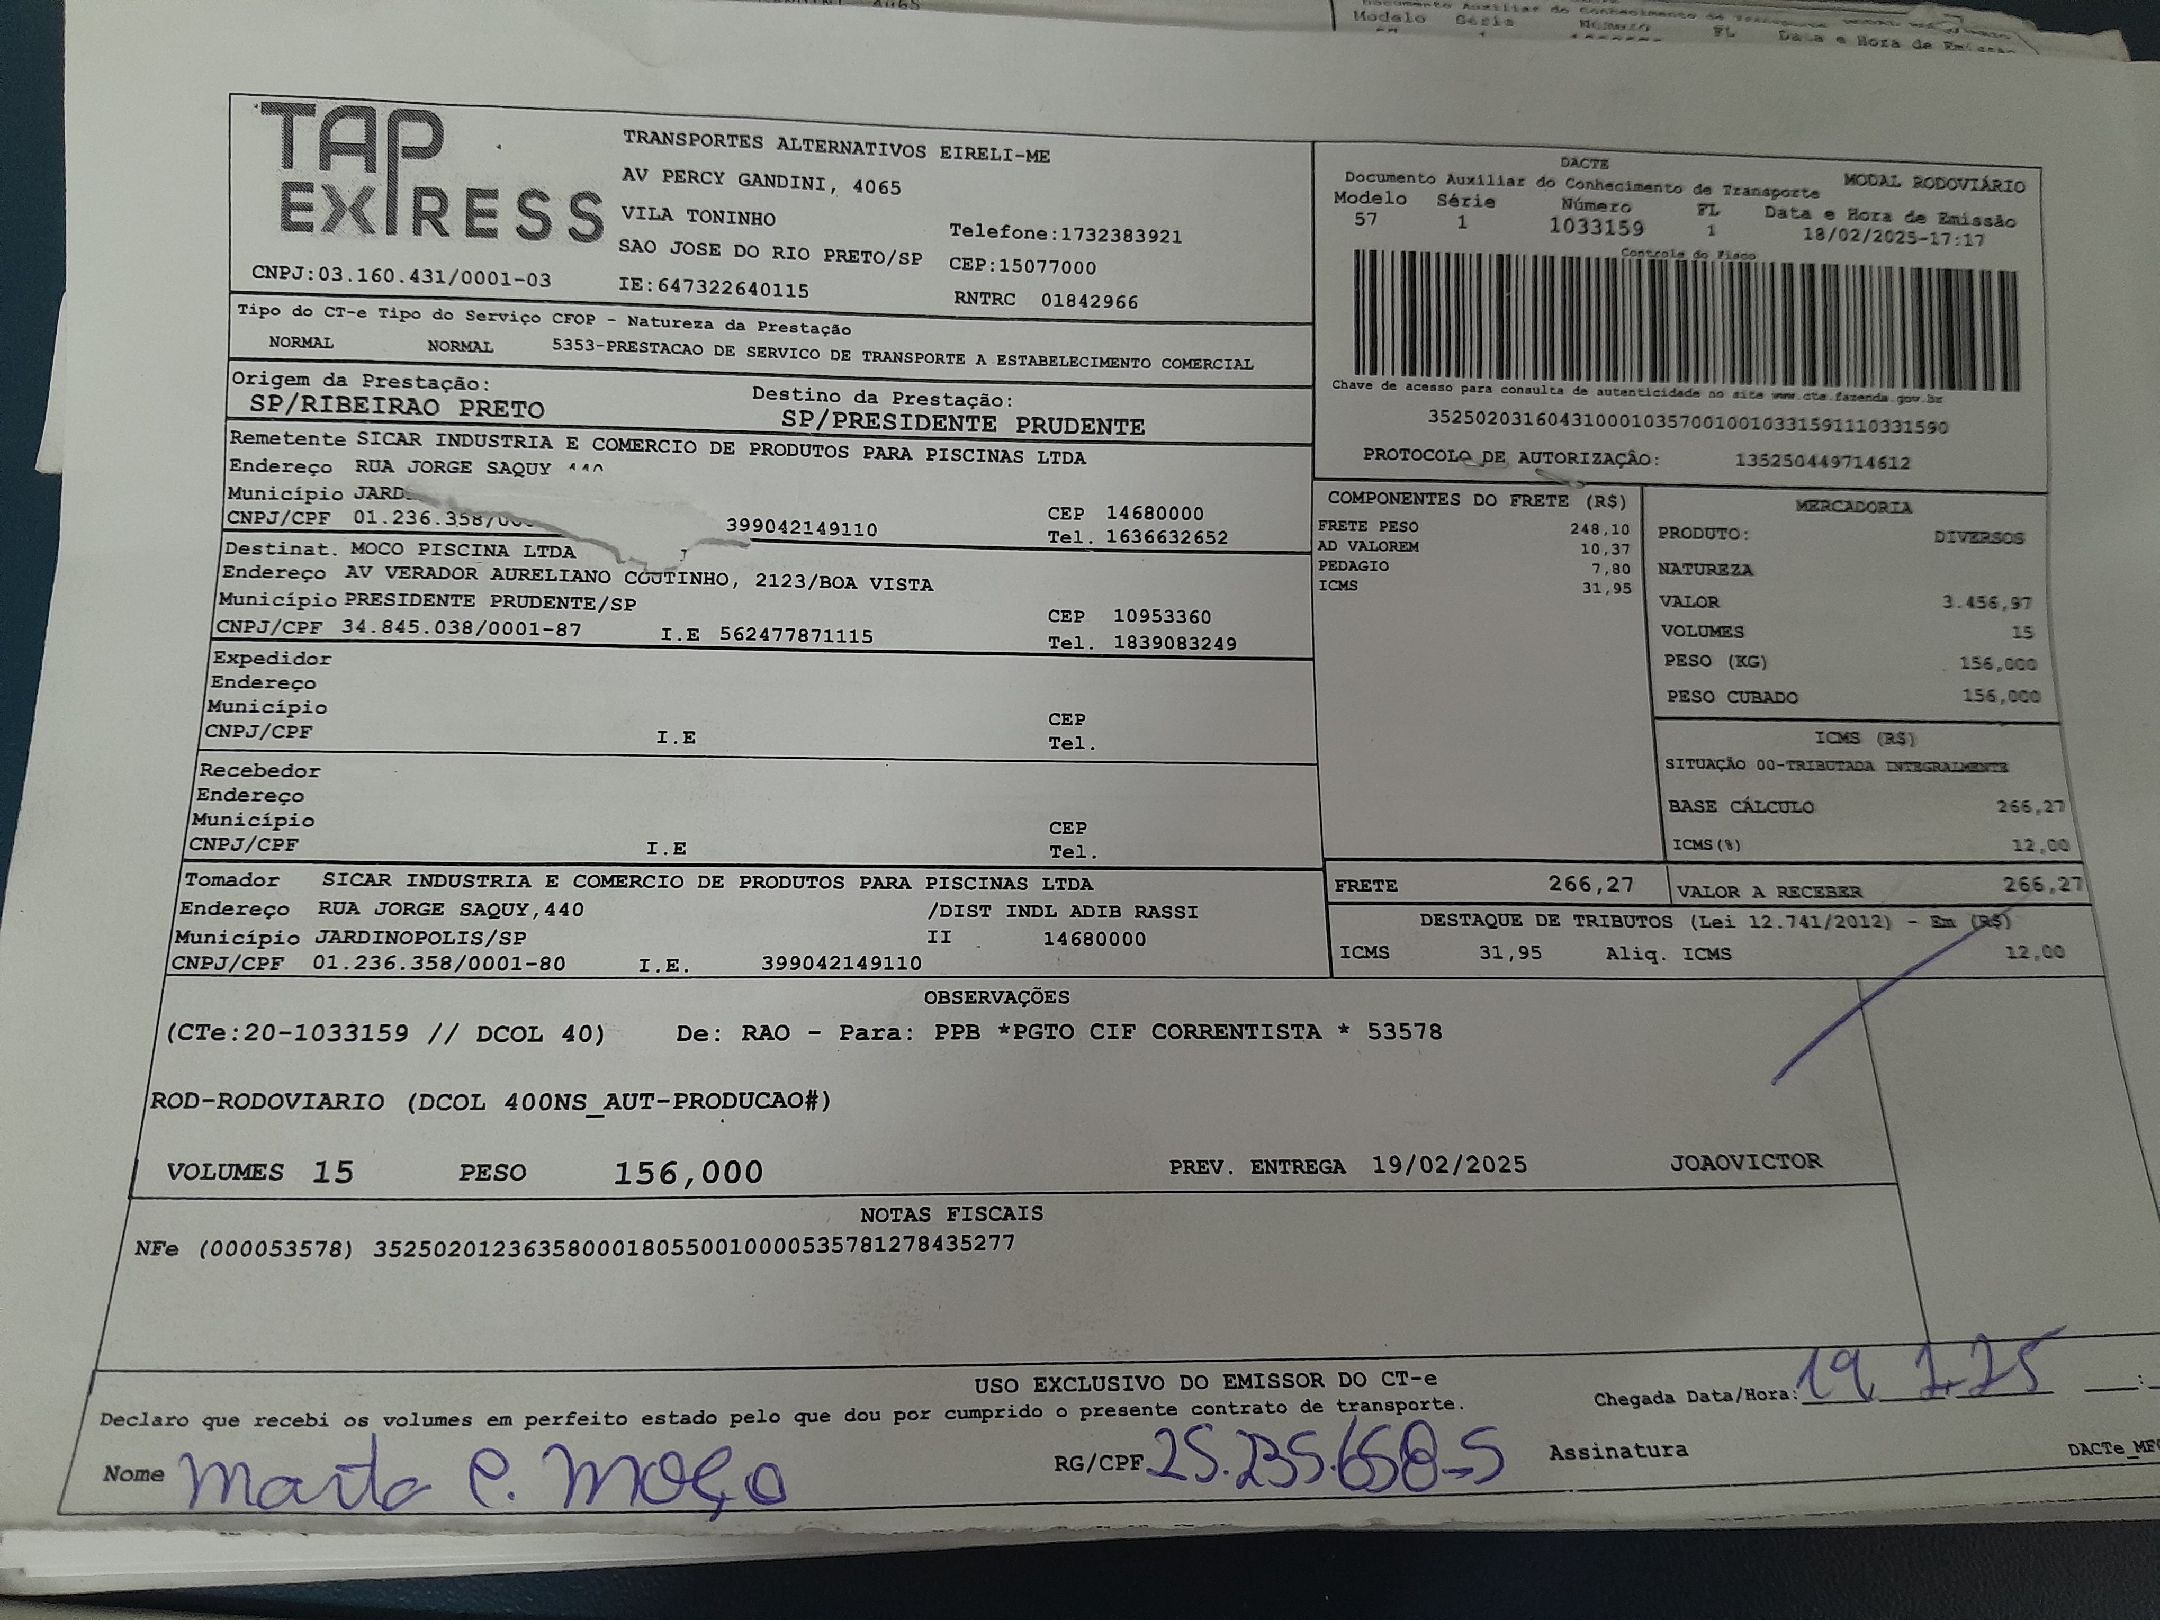 Modelo Série Número FL Data e Hora de Emissão
TAP
EXPRESS
TRANSPORTES ALTERNATIVOS EIRELI-ME
AV PERCY GANDINI, 4065
VILA TONINHO
Telefone:1732383921
SAO JOSE DO RIO PRETO/SP CEP:15077000
CNPJ:03.160.431/0001-03 IE:647322640115 RNTRC 01842966
DACTE
Documento Auxiliar do Conhecimento de Transporte MODAL RODOVIÁRIO
Modelo Série Número FL Data e Hora de Emissão
57 1 1033159 1 18/02/2025-17:17
Controle do Fisco
Chave de acesso para consulta de autenticidade no site www.cte.fazenda.gov.br
35250203160431000103570010010331591110331590
PROTOCOLO DE AUTORIZAÇÂO: 135250449714612
Tipo do CT-e Tipo do Serviço CFOP - Natureza da Prestação
NORMAL NORMAL 5353-PRESTACAO DE SERVICO DE TRANSPORTE A ESTABELECIMENTO COMERCIAL
Origem da Prestação: Destino da Prestação:
SP/RIBEIRAO PRETO SP/PRESIDENTE PRUDENTE
Remetente SICAR INDUSTRIA E COMERCIO DE PRODUTOS PARA PISCINAS LTDA
Endereço RUA JORGE SAQUY
Município JARD CEP 14680000
CNPJ/CPF 01.236.358/ 399042149110 Tel. 1636632652
Destinat. MOCO PISCINA LTDA
Endereço AV VERADOR AURELIANO COUTINHO, 2123/BOA VISTA
Município PRESIDENTE PRUDENTE/SP CEP 10953360
CNPJ/CPF 34.845.038/0001-87 I.E 562477871115 Tel. 1839083249
Expedidor
Endereço
Município CEP
CNPJ/CPF I.E Tel.
Recebedor
Endereço
Município CEP
CNPJ/CPF I.E Tel.
Tomador SICAR INDUSTRIA E COMERCIO DE PRODUTOS PARA PISCINAS LTDA
Endereço RUA JORGE SAQUY,440 /DIST INDL ADIB RASSI
Município JARDINOPOLIS/SP II 14680000
CNPJ/CPF 01.236.358/0001-80 I.E. 399042149110
COMPONENTES DO FRETE (R$)
FRETE PESO 248,10
AD VALOREM 10,37
PEDAGIO 7,80
ICMS 31,95
MERCADORIA
PRODUTO: DIVERSOS
NATUREZA
VALOR 3.456,97
VOLUMES 15
PESO (KG) 156,000
PESO CUBADO 156,000
ICMS (R$)
SITUAÇÃO 00-TRIBUTADA INTEGRALMENTE
BASE CÁLCULO 266,27
ICMS(%) 12,00
FRETE 266,27 VALOR A RECEBER 266,27
DESTAQUE DE TRIBUTOS (Lei 12.741/2012) - Em (R$)
ICMS 31,95 Aliq. ICMS 12,00
OBSERVAÇÕES
(CTe:20-1033159 // DCOL 40) De: RAO - Para: PPB *PGTO CIF CORRENTISTA * 53578
ROD-RODOVIARIO (DCOL 400NS_AUT-PRODUCAO#)
VOLUMES 15 PESO 156,000 PREV. ENTREGA 19/02/2025 JOAOVICTOR
NOTAS FISCAIS
NFe (000053578) 35250201236358000180550010000535781278435277
USO EXCLUSIVO DO EMISSOR DO CT-e
Declaro que recebi os volumes em perfeito estado pelo que dou por cumprido o presente contrato de transporte.
Chegada Data/Hora: 19 2 25 :
Nome Marta C. Moço RG/CPF 25.235.658-5 Assinatura